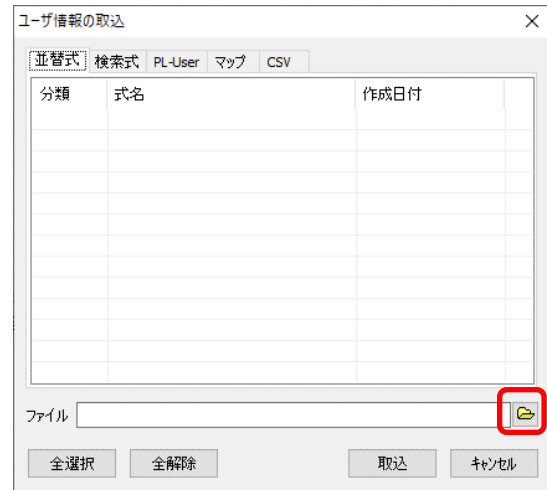 ユーザ情報の取込
並替式 検索式 PL-User マップ CSV
分類 式名 作成日付
ファイル
全選択 全解除 取込 キャンセル